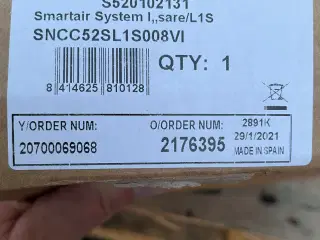 S520102131
Smartair System I,,sare/L1S
SNCC52SL1S008VI
QTY: 1
8 414625 810128
Y/ORDER NUM:
20700069068
O/ORDER NUM:
2176395
2891K
29/1/2021
MADE IN SPAIN